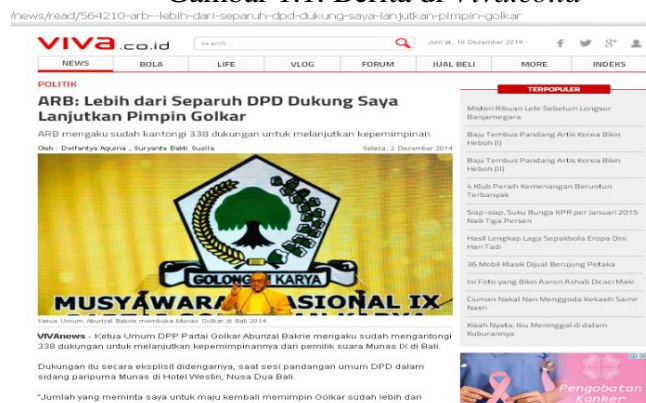 Gambar 1.1. Berita di Viva.co.id
/news/read/564210-arb--lebih-dari-separuh-dpd-dukung-saya-lanjutkan-pimpin-golkar
VIVA.co.id
search...
Jum'at, 19 Desember 2014
NEWS BOLA LIFE VLOG FORUM JUAL BELI MORE INDEKS
POLITIK
ARB: Lebih dari Separuh DPD Dukung Saya
Lanjutkan Pimpin Golkar
ARB mengaku sudah kantongi 338 dukungan untuk melanjutkan kepemimpinan
Oleh : Dwifantya Aquina , Suryanta Bakti Susila
Selasa, 2 Desember 2014
GOLONGAN KARYA
MUSYAWARA ASIONAL IX
Ketua Umum Aburizal Bakrie membuka Munas Golkar di Bali 2014
VIVAnews - Ketua Umum DPP Partai Golkar Aburizal Bakrie mengaku sudah mengantongi
338 dukungan untuk melanjutkan kepemimpinannya dari pemilik suara Munas IX di Bali.
Dukungan itu secara eksplisit didengarnya, saat sesi pandangan umum DPD dalam
sidang paripurna Munas di Hotel Westin, Nusa Dua Bali.
"Jumlah yang meminta saya untuk maju kembali memimpin Golkar sudah lebih dari
TERPOPULER
Misteri Ribuan Lele Sebelum Longsor
Banjarnegara
Baju Tembus Pandang Artis Korea Bikin
Heboh (I)
Baju Tembus Pandang Artis Korea Bikin
Heboh (II)
4 Klub Peraih Kemenangan Beruntun
Terbanyak
Siap-siap, Suku Bunga KPR per Januari 2015
Naik Tiga Persen
Hasil Lengkap Laga Sepakbola Eropa Dini
Hari Tadi
36 Mobil Klasik Dijual Berujung Petaka
Ini Foto yang Bikin Aaron Ashab Dicaci Maki
Ciuman Nakal Nan Menggoda Kekasih Samir
Nasri
Kisah Nyata, Ibu Meninggal di dalam
Kuburannya
Pengobatan
Kanker